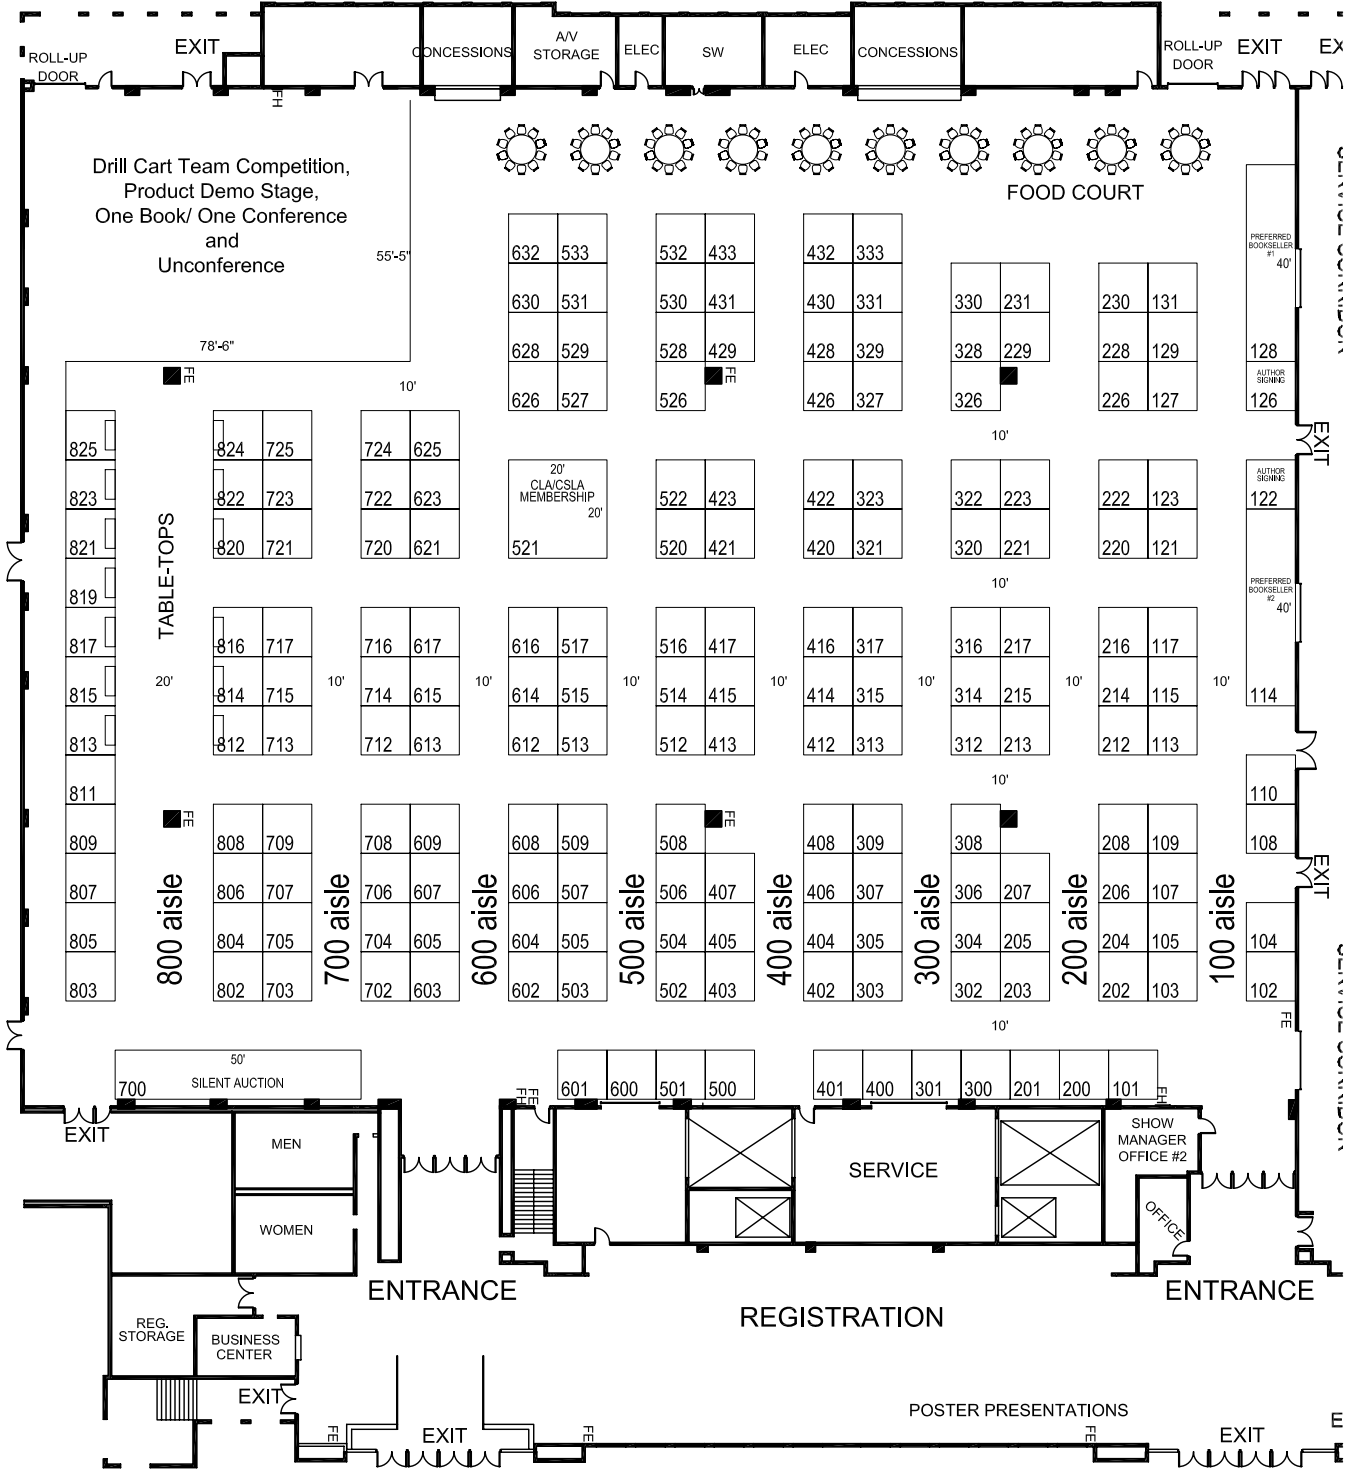 EXIT
ROLL-UP
DOOR
CONCESSIONS
A/V
STORAGE
ELEC
SW
ELEC
CONCESSIONS
ROLL-UP
DOOR
EXIT
EX
FH
Drill Cart Team Competition,
Product Demo Stage,
One Book/ One Conference
and
Unconference
55'-5"
78'-6"
FOOD COURT
SERVICE CORRIDOR
PREFERRED
BOOKSELLER
#1
40'
632 533 532 433 432 333
630 531 530 431 430 331 330 231 230 131
628 529 528 429 428 329 328 229 228 129 128
FE
FE
10'
AUTHOR
SIGNING
626 527 526 426 327 326 226 127 126
10'
EXIT
825 824 725 724 625
20'
CLA/CSLA
MEMBERSHIP
20'
AUTHOR
SIGNING
823 822 723 722 623 522 423 422 323 322 223 222 123 122
TABLE-TOPS
821 820 721 720 621 521 520 421 420 321 320 221 220 121
10'
PREFERRED
BOOKSELLER
#2
40'
819
817 816 717 716 617 616 517 516 417 416 317 316 217 216 117
20' 10' 10' 10' 10' 10' 10' 10'
815 814 715 714 615 614 515 514 415 414 315 314 215 214 115 114
813 812 713 712 613 612 513 512 413 412 313 312 213 212 113
10'
811 110
FE
FE
809 808 709 708 609 608 509 508 408 309 308 208 109 108
EXIT
807 806 707 706 607 606 507 506 407 406 307 306 207 206 107
800 aisle
700 aisle
600 aisle
500 aisle
400 aisle
300 aisle
200 aisle
100 aisle
805 804 705 704 605 604 505 504 405 404 305 304 205 204 105 104
803 802 703 702 603 602 503 502 403 402 303 302 203 202 103 102
10'
FE
SERVICE CORRIDOR
50'
SILENT AUCTION
700
FH
FE
601 600 501 500 401 400 301 300 201 200 101
FH
EXIT
MEN
WOMEN
SERVICE
SHOW
MANAGER
OFFICE #2
OFFICE
ENTRANCE
ENTRANCE
REGISTRATION
REG.
STORAGE
BUSINESS
CENTER
EXIT
POSTER PRESENTATIONS
FE
EXIT
FE
FE
EXIT
E